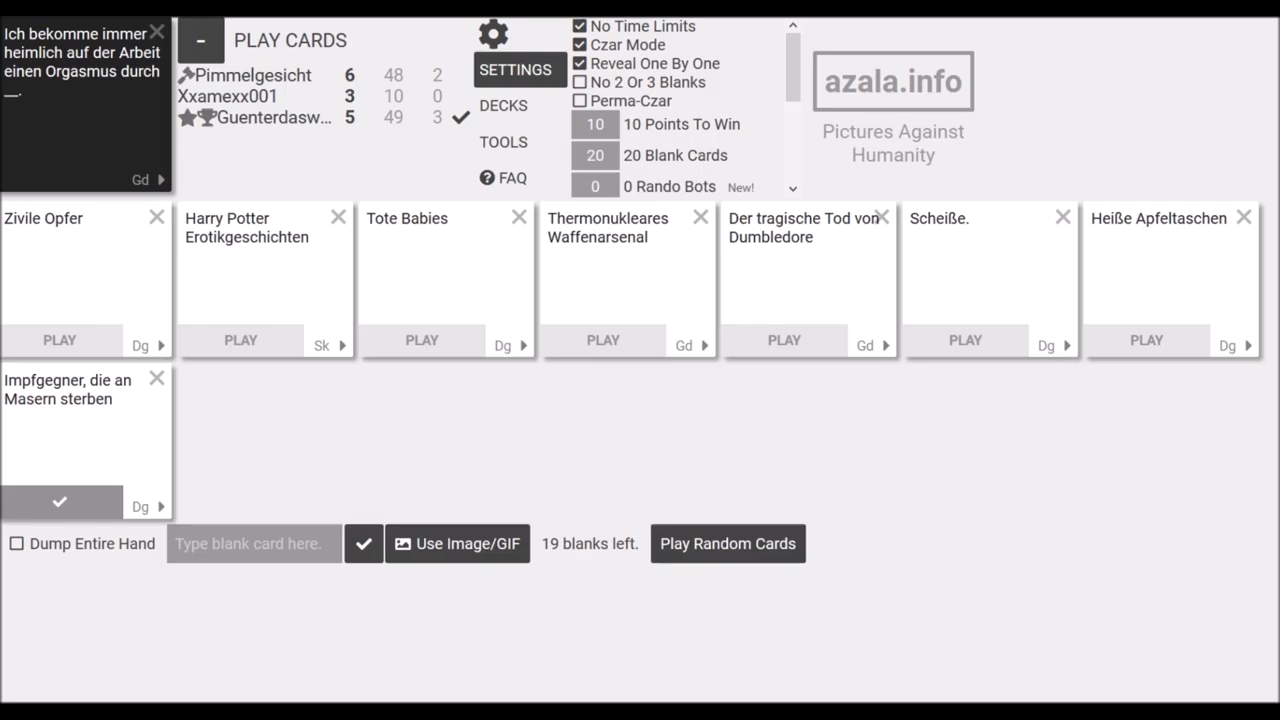 Ich bekomme immer
heimlich auf der Arbeit
einen Orgasmus durch
__.
Gd
-
PLAY CARDS
Pimmelgesicht 6 48 2
Xxamexx001 3 10 0
Guenterdasw... 5 49 3
SETTINGS
DECKS
TOOLS
FAQ
No Time Limits
Czar Mode
Reveal One By One
No 2 Or 3 Blanks
Perma-Czar
10 10 Points To Win
20 20 Blank Cards
0 0 Rando Bots New!
azala.info
Pictures Against
Humanity
Zivile Opfer
PLAY Dg
Harry Potter
Erotikgeschichten
PLAY Sk
Tote Babies
PLAY Dg
Thermonukleares
Waffenarsenal
PLAY Gd
Der tragische Tod von
Dumbledore
PLAY Gd
Scheiße.
PLAY Dg
Heiße Apfeltaschen
PLAY Dg
Impfgegner, die an
Masern sterben
Dg
Dump Entire Hand Type blank card here. Use Image/GIF 19 blanks left. Play Random Cards